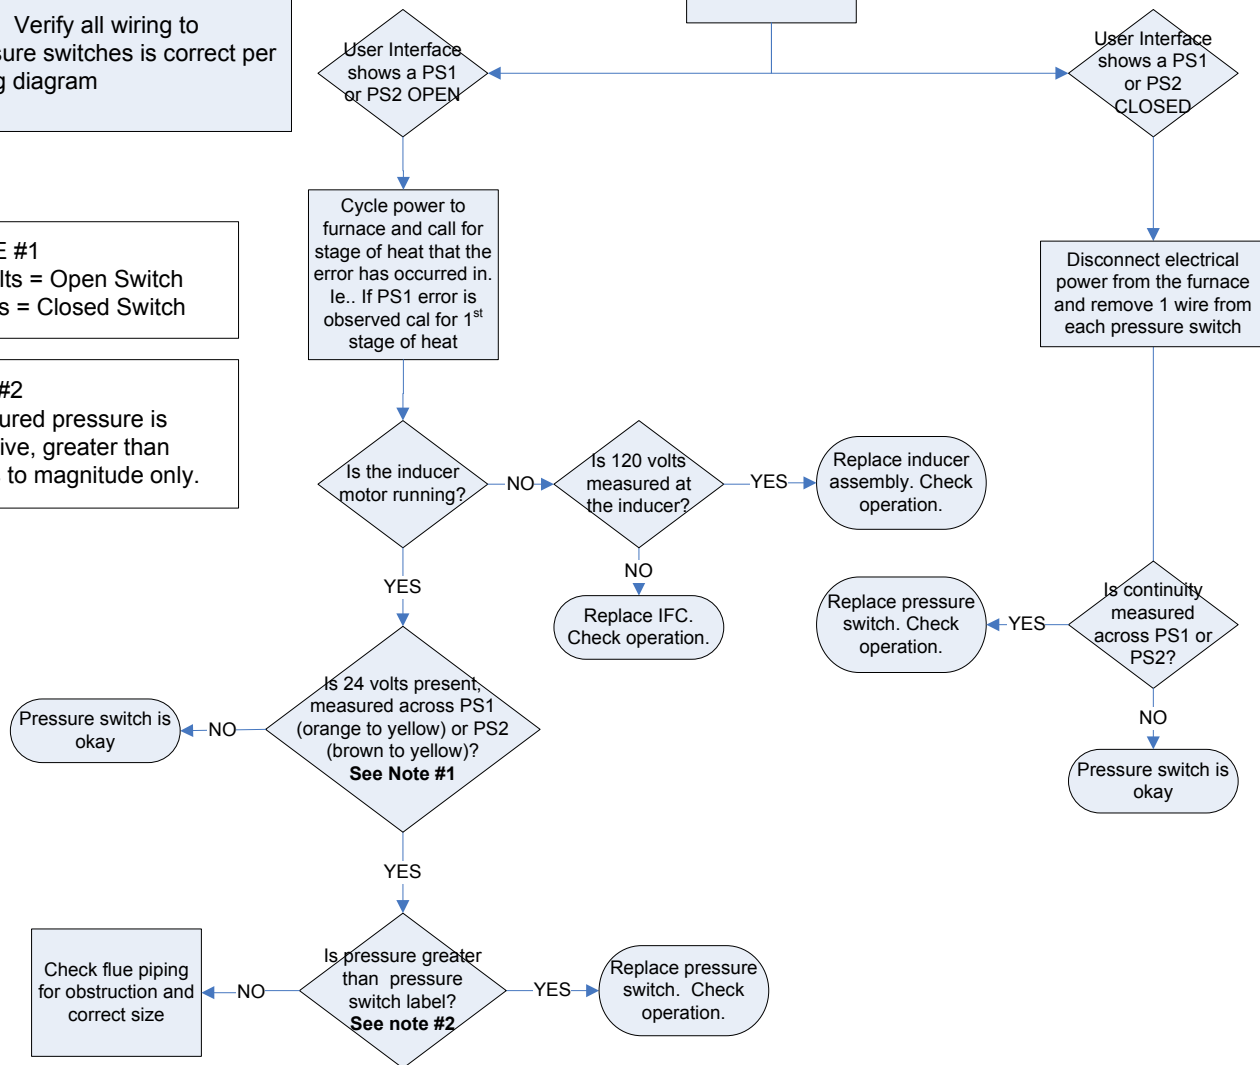 Verify all wiring to
switches is correct per
diagram
User Interface
shows a PS1
or PS2 OPEN
User Interface
shows a PS1
or PS2
CLOSED
Cycle power to
furnace and call for
stage of heat that the
error has occurred in.
Ie.. If PS1 error is
observed cal for 1st
stage of heat
#1
= Open Switch
= Closed Switch
Disconnect electrical
power from the furnace
and remove 1 wire from
each pressure switch
#2
pressure is
greater than
to magnitude only.
Is the inducer
motor running?
NO
Is 120 volts
measured at
the inducer?
YES
Replace inducer
assembly. Check
operation.
YES
NO
Replace IFC.
Check operation.
Replace pressure
switch. Check
operation.
YES
Is continuity
measured
across PS1 or
PS2?
NO
Pressure switch is
okay
Is 24 volts present,
measured across PS1
(orange to yellow) or PS2
(brown to yellow)?
See Note #1
NO
Pressure switch is
okay
YES
Is pressure greater
than pressure
switch label?
See note #2
NO
Check flue piping
for obstruction and
correct size
YES
Replace pressure
switch. Check
operation.